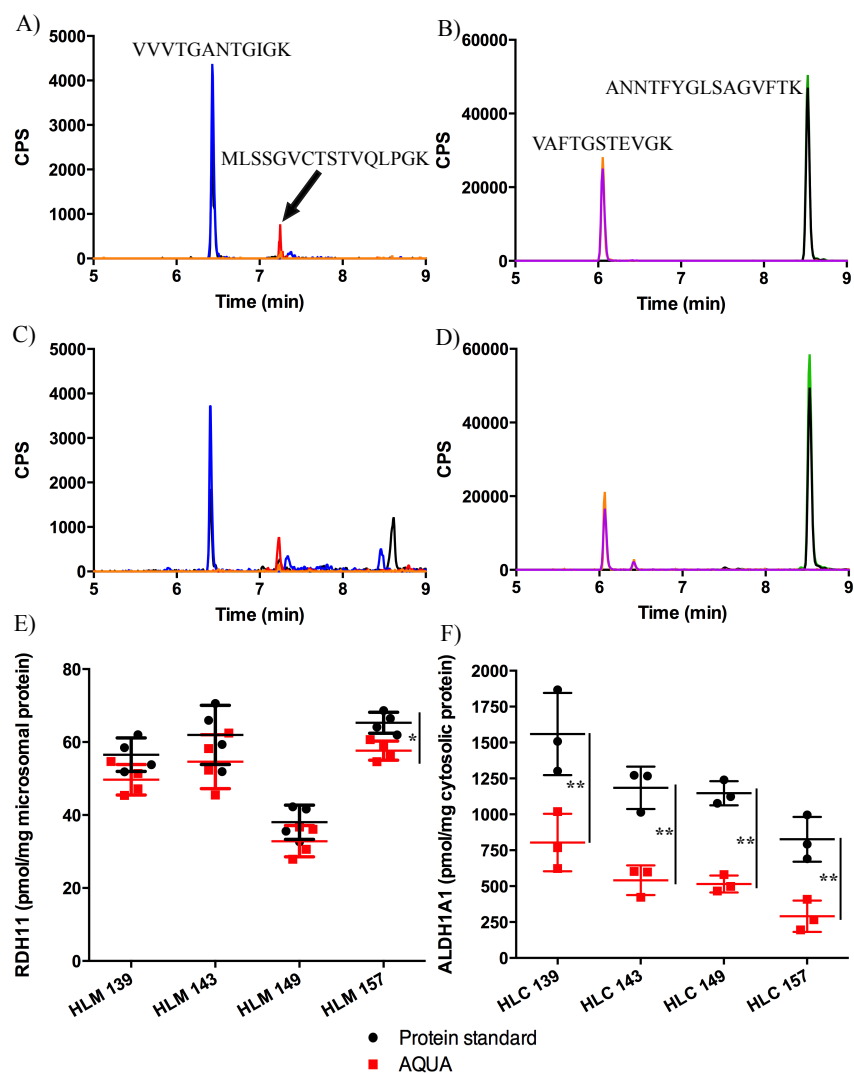 A)
VVVTGANTGIGK
MLSSGVCTSTVQLPGK
CPS
5000
4000
3000
2000
1000
0
5 6 7 8 9
Time (min)
B)
ANNTFYGLSAGVFTK
VAFTGSTEVGK
CPS
60000
40000
20000
0
5 6 7 8 9
Time (min)
C)
CPS
5000
4000
3000
2000
1000
0
5 6 7 8 9
Time (min)
D)
CPS
60000
40000
20000
0
5 6 7 8 9
Time (min)
E)
RDH11 (pmol/mg microsomal protein)
80
60
40
20
0
*
HLM 139 HLM 143 HLM 149 HLM 157
F)
ALDH1A1 (pmol/mg cytosolic protein)
2000
1750
1500
1250
1000
750
500
250
0
** ** ** **
HLC 139 HLC 143 HLC 149 HLC 157
Protein standard
AQUA